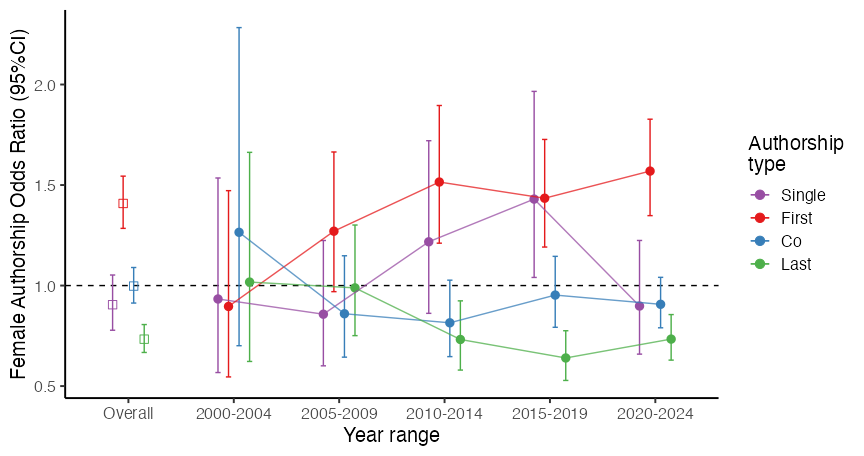 Female Authorship Odds Ratio (95%CI)
2.0
1.5
1.0
0.5
Overall
2000-2004
2005-2009
2010-2014
2015-2019
2020-2024
Year range
Authorship
type
Single
First
Co
Last